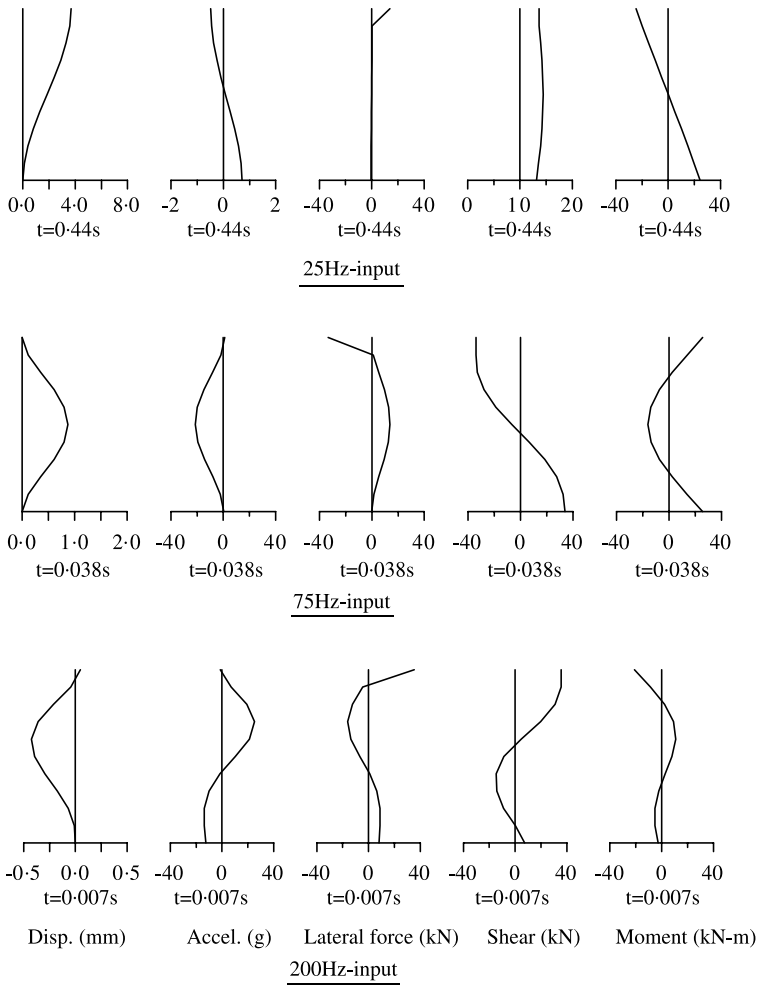 0·0 4·0 8·0 -2 0 2 -40 0 40 0 10 20 -40 0 40
t=0·44s t=0·44s t=0·44s t=0·44s t=0·44s
25Hz-input
0·0 1·0 2·0 -40 0 40 -40 0 40 -40 0 40 -40 0 40
t=0·038s t=0·038s t=0·038s t=0·038s t=0·038s
75Hz-input
-0·5 0·0 0·5 -40 0 40 -40 0 40 -40 0 40 -40 0 40
t=0·007s t=0·007s t=0·007s t=0·007s t=0·007s
Disp. (mm) Accel. (g) Lateral force (kN) Shear (kN) Moment (kN-m)
200Hz-input